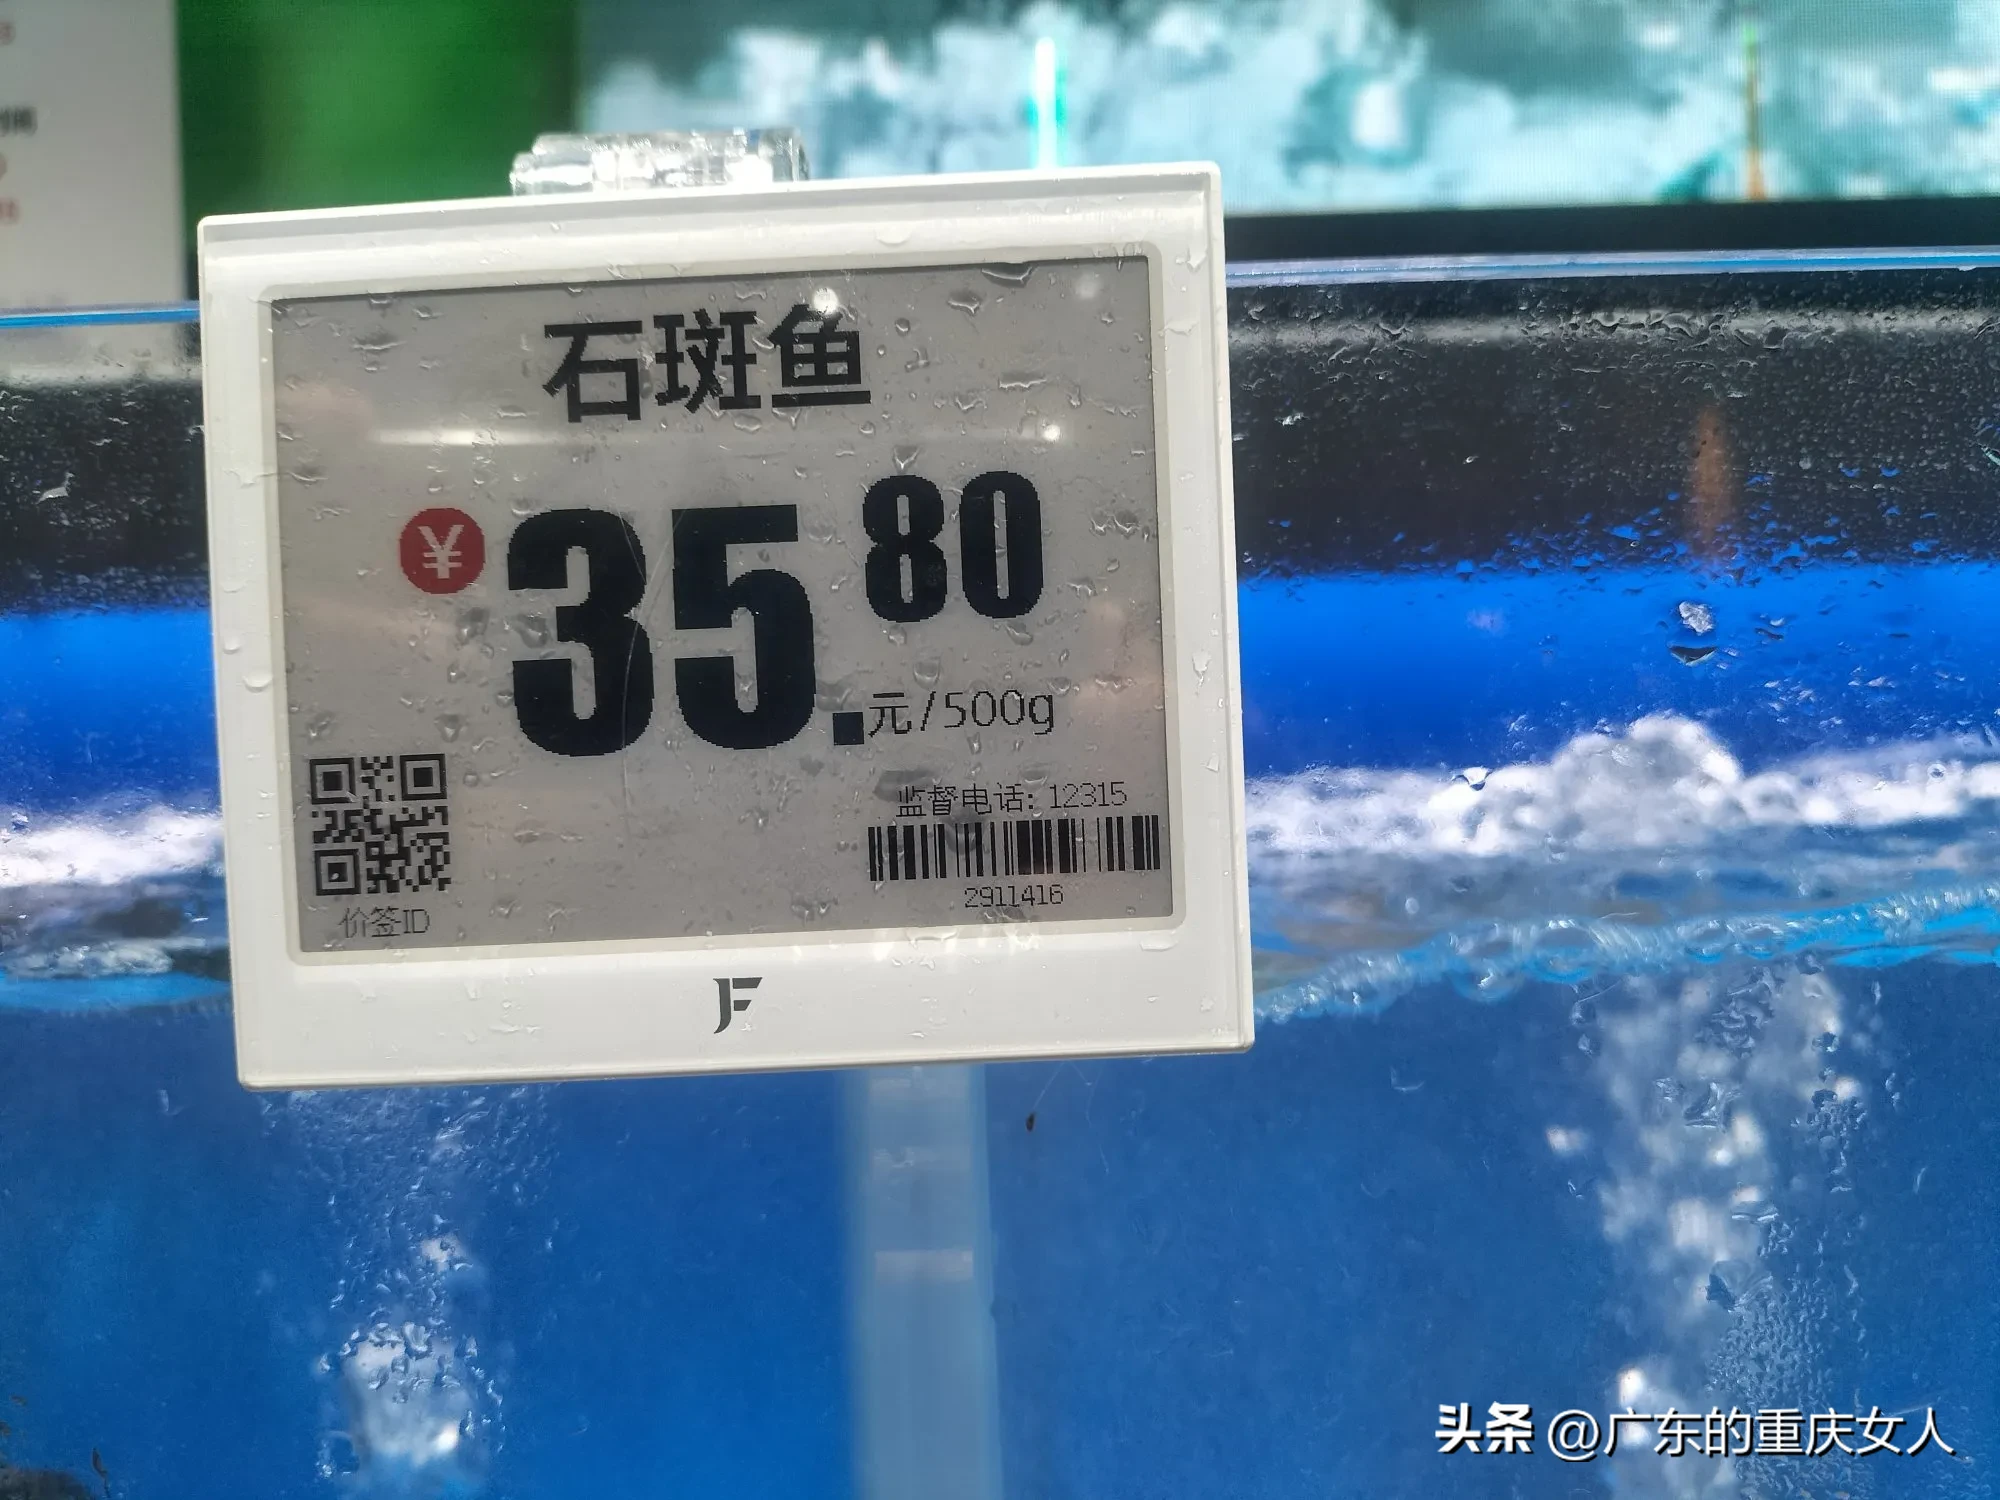 石斑鱼
¥ 35.80
元/500g
监督电话: 12315
2911416
价签ID
JF
头条 @广东的重庆女人